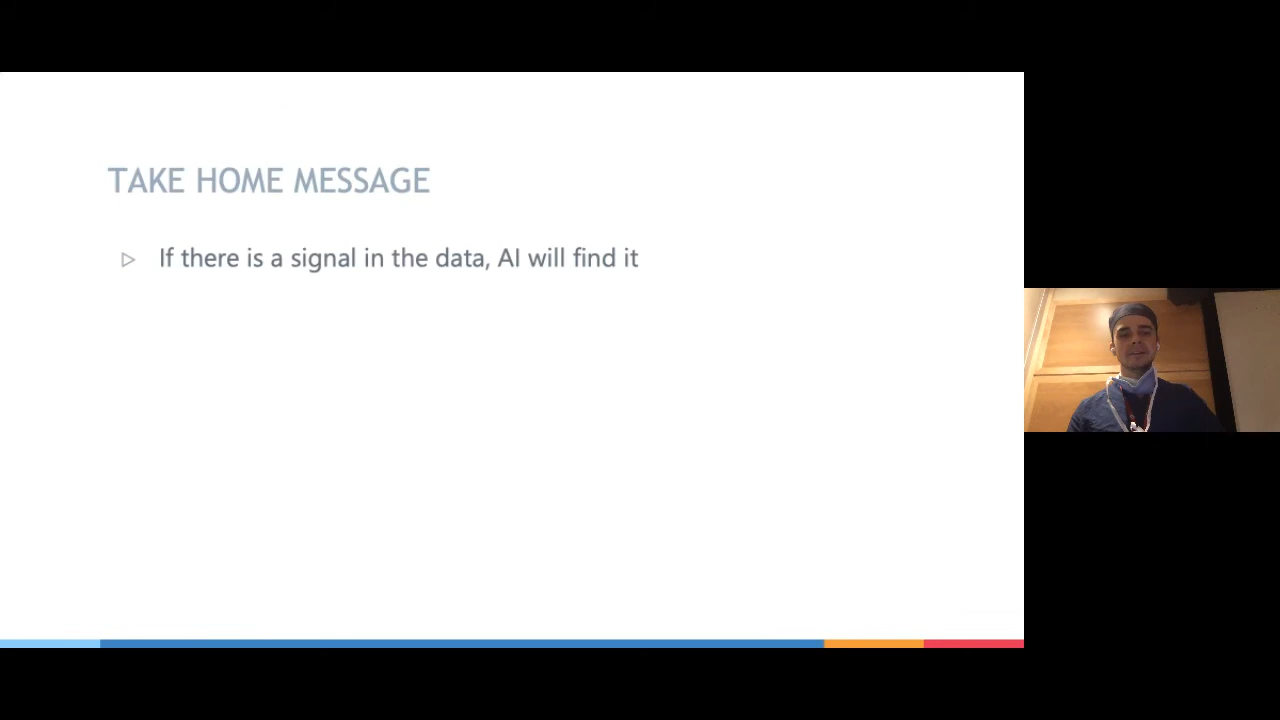 TAKE HOME MESSAGE
If there is a signal in the data, AI will find it